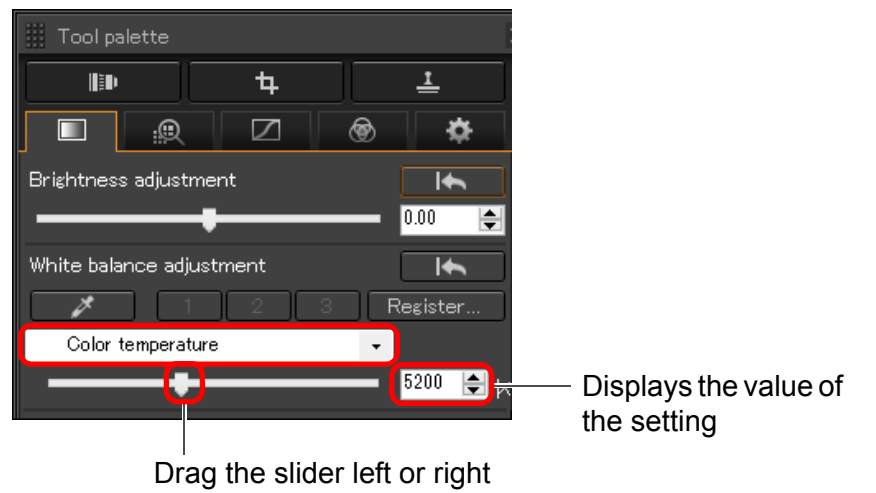 Tool palette
Brightness adjustment
0.00
White balance adjustment
1 2 3 Register...
Color temperature
5200
Displays the value of
the setting
Drag the slider left or right